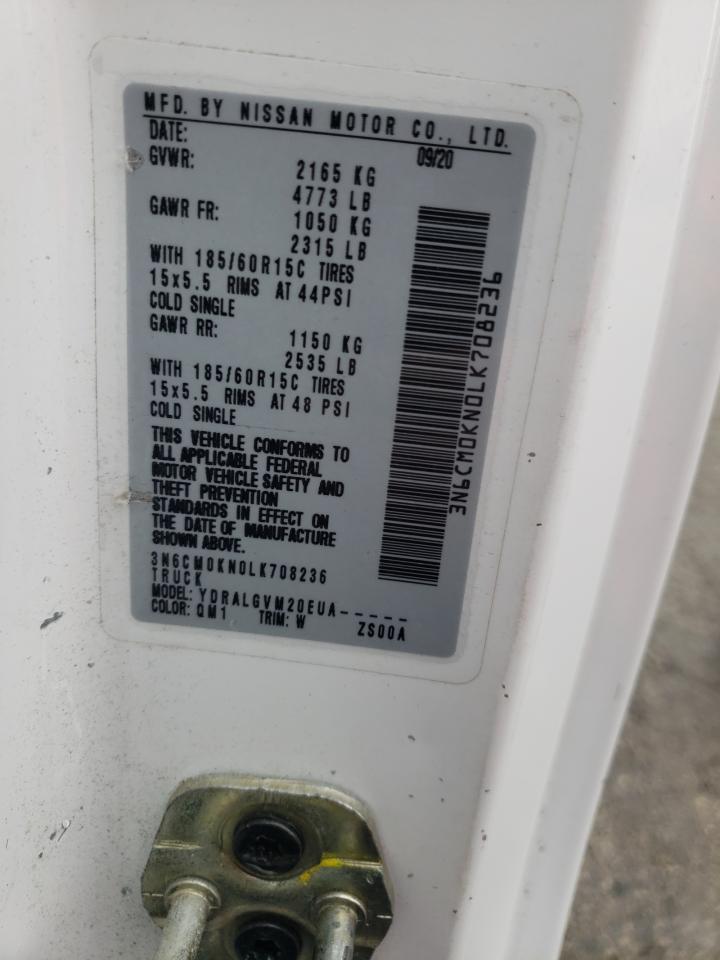 MFD. BY NISSAN MOTOR CO., LTD.
DATE: 09/20
GVWR: 2165 KG
4773 LB
GAWR FR: 1050 KG
2315 LB
WITH 185/60R15C TIRES
15x5.5 RIMS AT 44PSI
COLD SINGLE
GAWR RR: 1150 KG
2535 LB
WITH 185/60R15C TIRES
15x5.5 RIMS AT 48 PSI
COLD SINGLE
THIS VEHICLE CONFORMS TO
ALL APPLICABLE FEDERAL
MOTOR VEHICLE SAFETY AND
THEFT PREVENTION
STANDARDS IN EFFECT ON
THE DATE OF MANUFACTURE
SHOWN ABOVE.
3N6CM0KN0LK708236
TRUCK
MODEL: YDRALGVM20EUA-----
COLOR: QM1 TRIM: W ZS00A
3N6CM0KN0LK708236